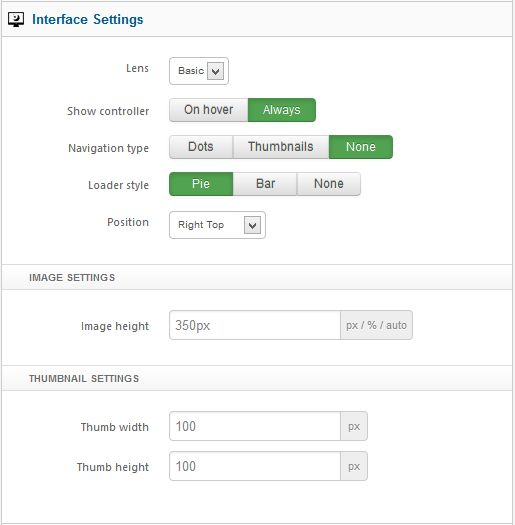 Interface Settings
Lens Basic
Show controller On hover Always
Navigation type Dots Thumbnails None
Loader style Pie Bar None
Position Right Top
IMAGE SETTINGS
Image height 350px px / % / auto
THUMBNAIL SETTINGS
Thumb width 100 px
Thumb height 100 px